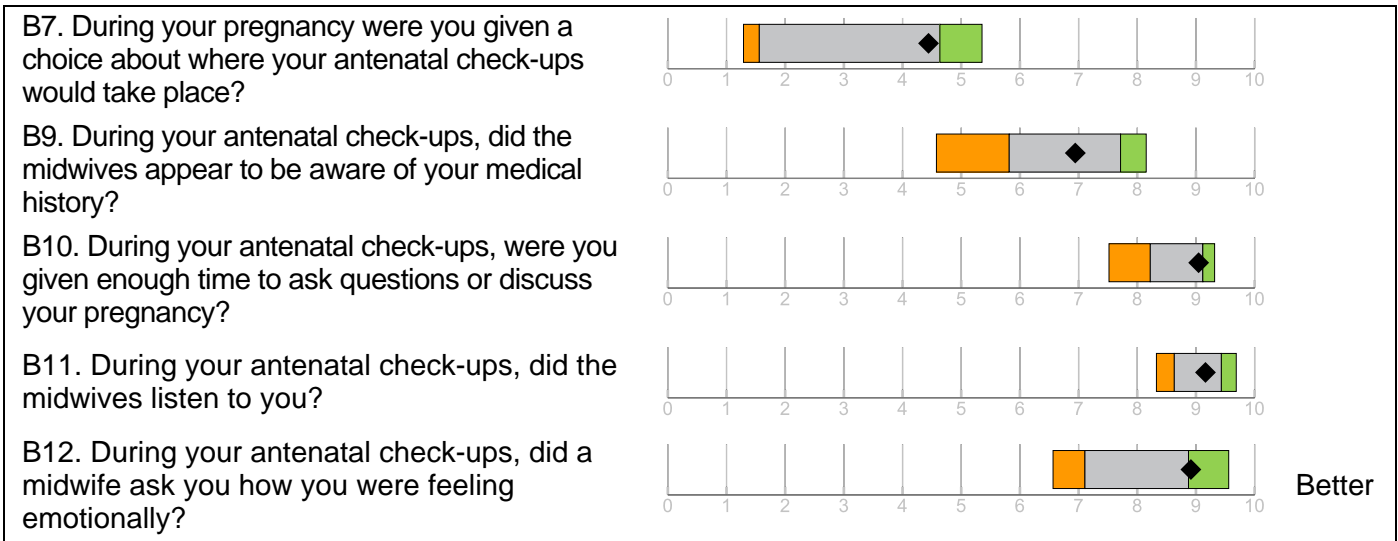 B7. During your pregnancy were you given a
choice about where your antenatal check-ups
would take place?
0 1 2 3 4 5 6 7 8 9 10
B9. During your antenatal check-ups, did the
midwives appear to be aware of your medical
history?
0 1 2 3 4 5 6 7 8 9 10
B10. During your antenatal check-ups, were you
given enough time to ask questions or discuss
your pregnancy?
0 1 2 3 4 5 6 7 8 9 10
B11. During your antenatal check-ups, did the
midwives listen to you?
0 1 2 3 4 5 6 7 8 9 10
B12. During your antenatal check-ups, did a
midwife ask you how you were feeling
emotionally?
0 1 2 3 4 5 6 7 8 9 10
Better